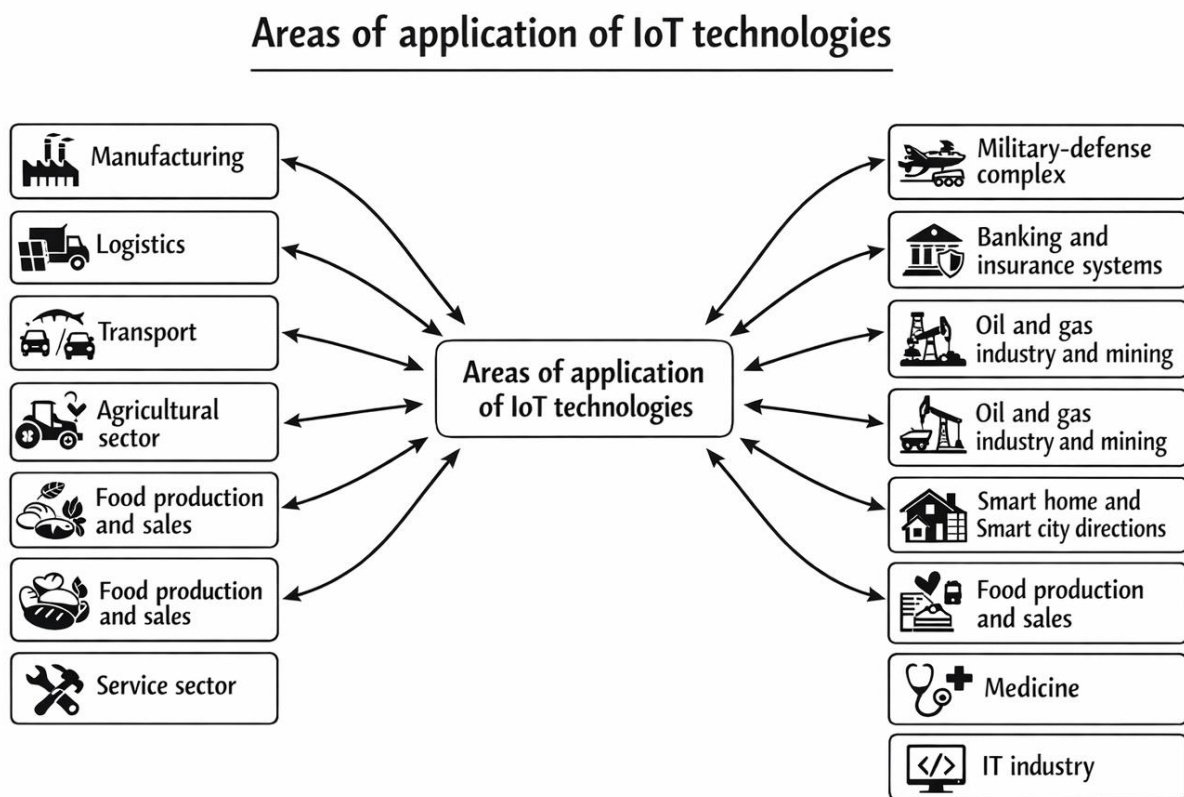 Areas of application of IoT technologies
Manufacturing
Logistics
Transport
Agricultural
sector
Food production
and sales
Food production
and sales
Service sector
Areas of application
of IoT technologies
Military-defense
complex
Banking and
insurance systems
Oil and gas
industry and mining
Oil and gas
industry and mining
Smart home and
Smart city directions
Food production
and sales
Medicine
</>
IT industry